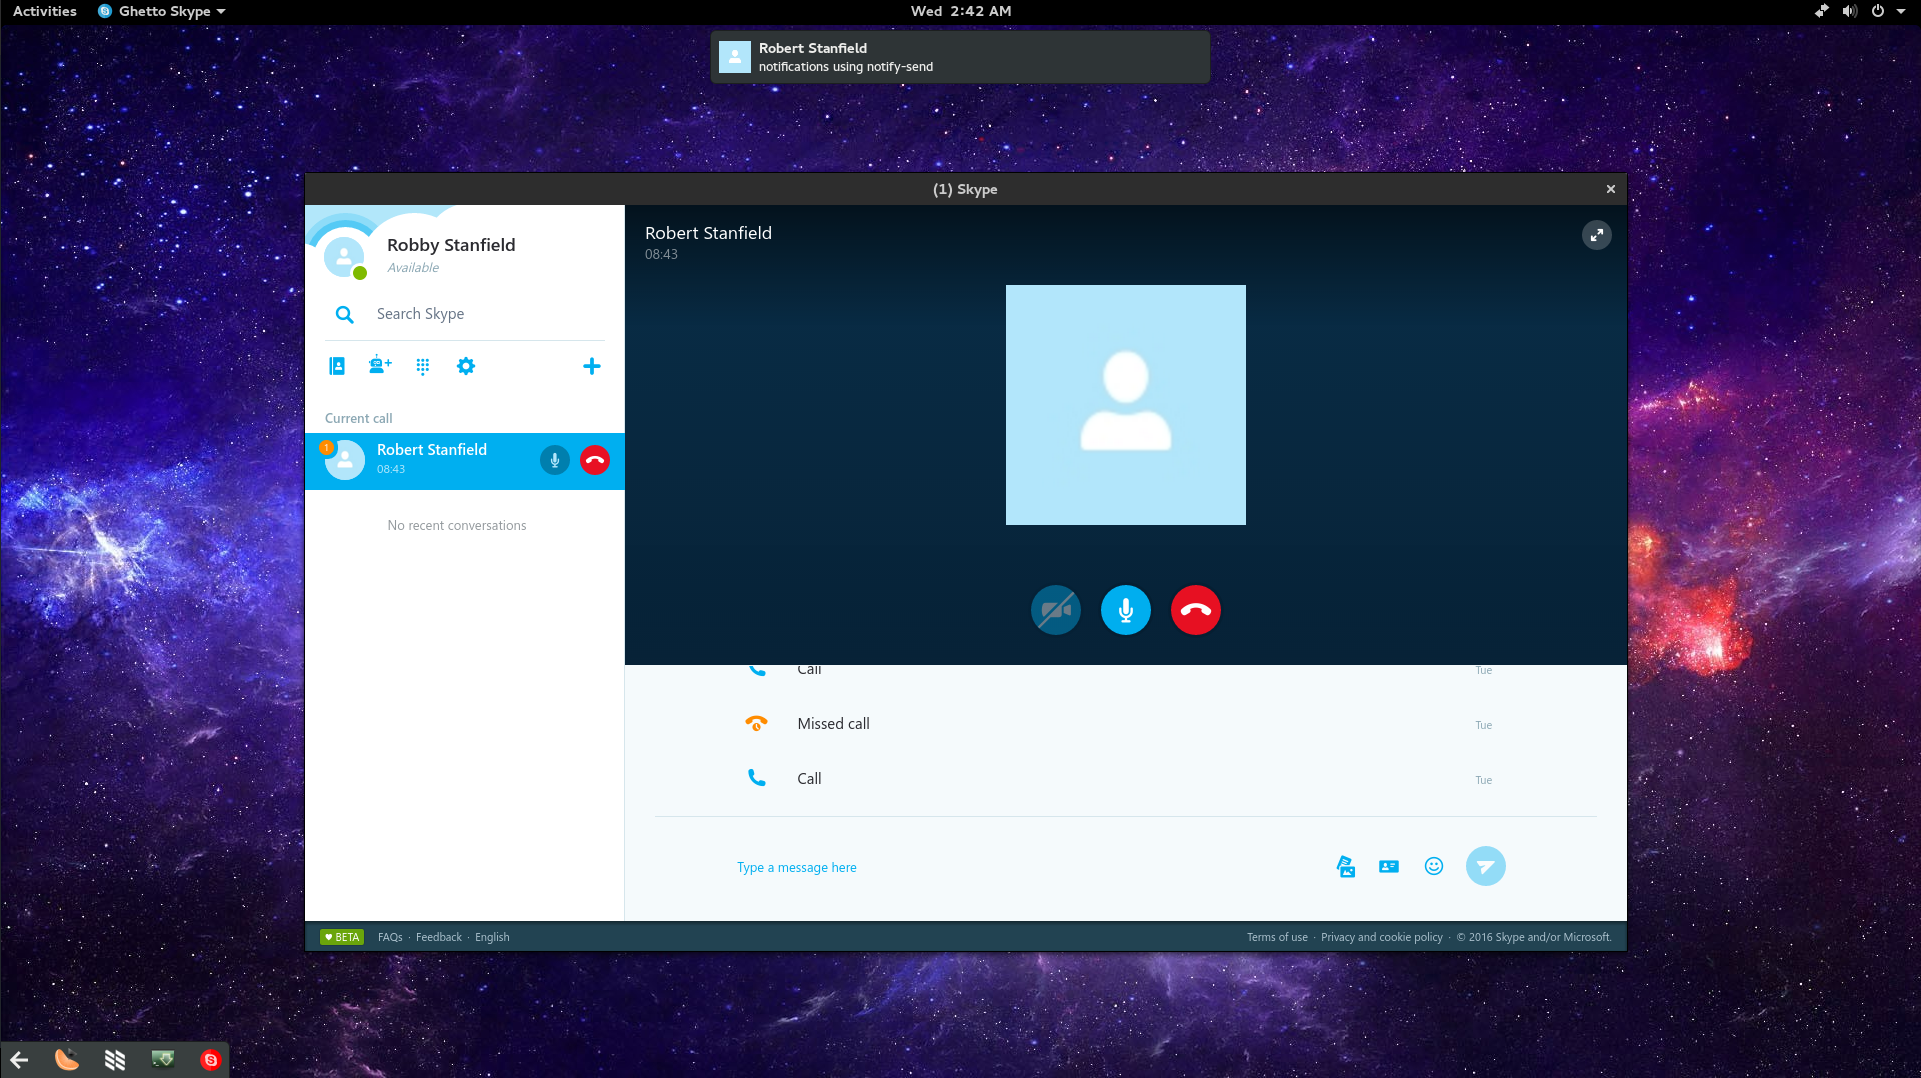 Activities
Ghetto Skype
Wed 2:42 AM
Robert Stanfield
notifications using notify-send
(1) Skype
Robby Stanfield
Available
Search Skype
Current call
1
Robert Stanfield
08:43
No recent conversations
Robert Stanfield
08:43
Call Tue
Missed call Tue
Call Tue
Type a message here
BETA FAQs · Feedback · English
Terms of use · Privacy and cookie policy · © 2016 Skype and/or Microsoft.